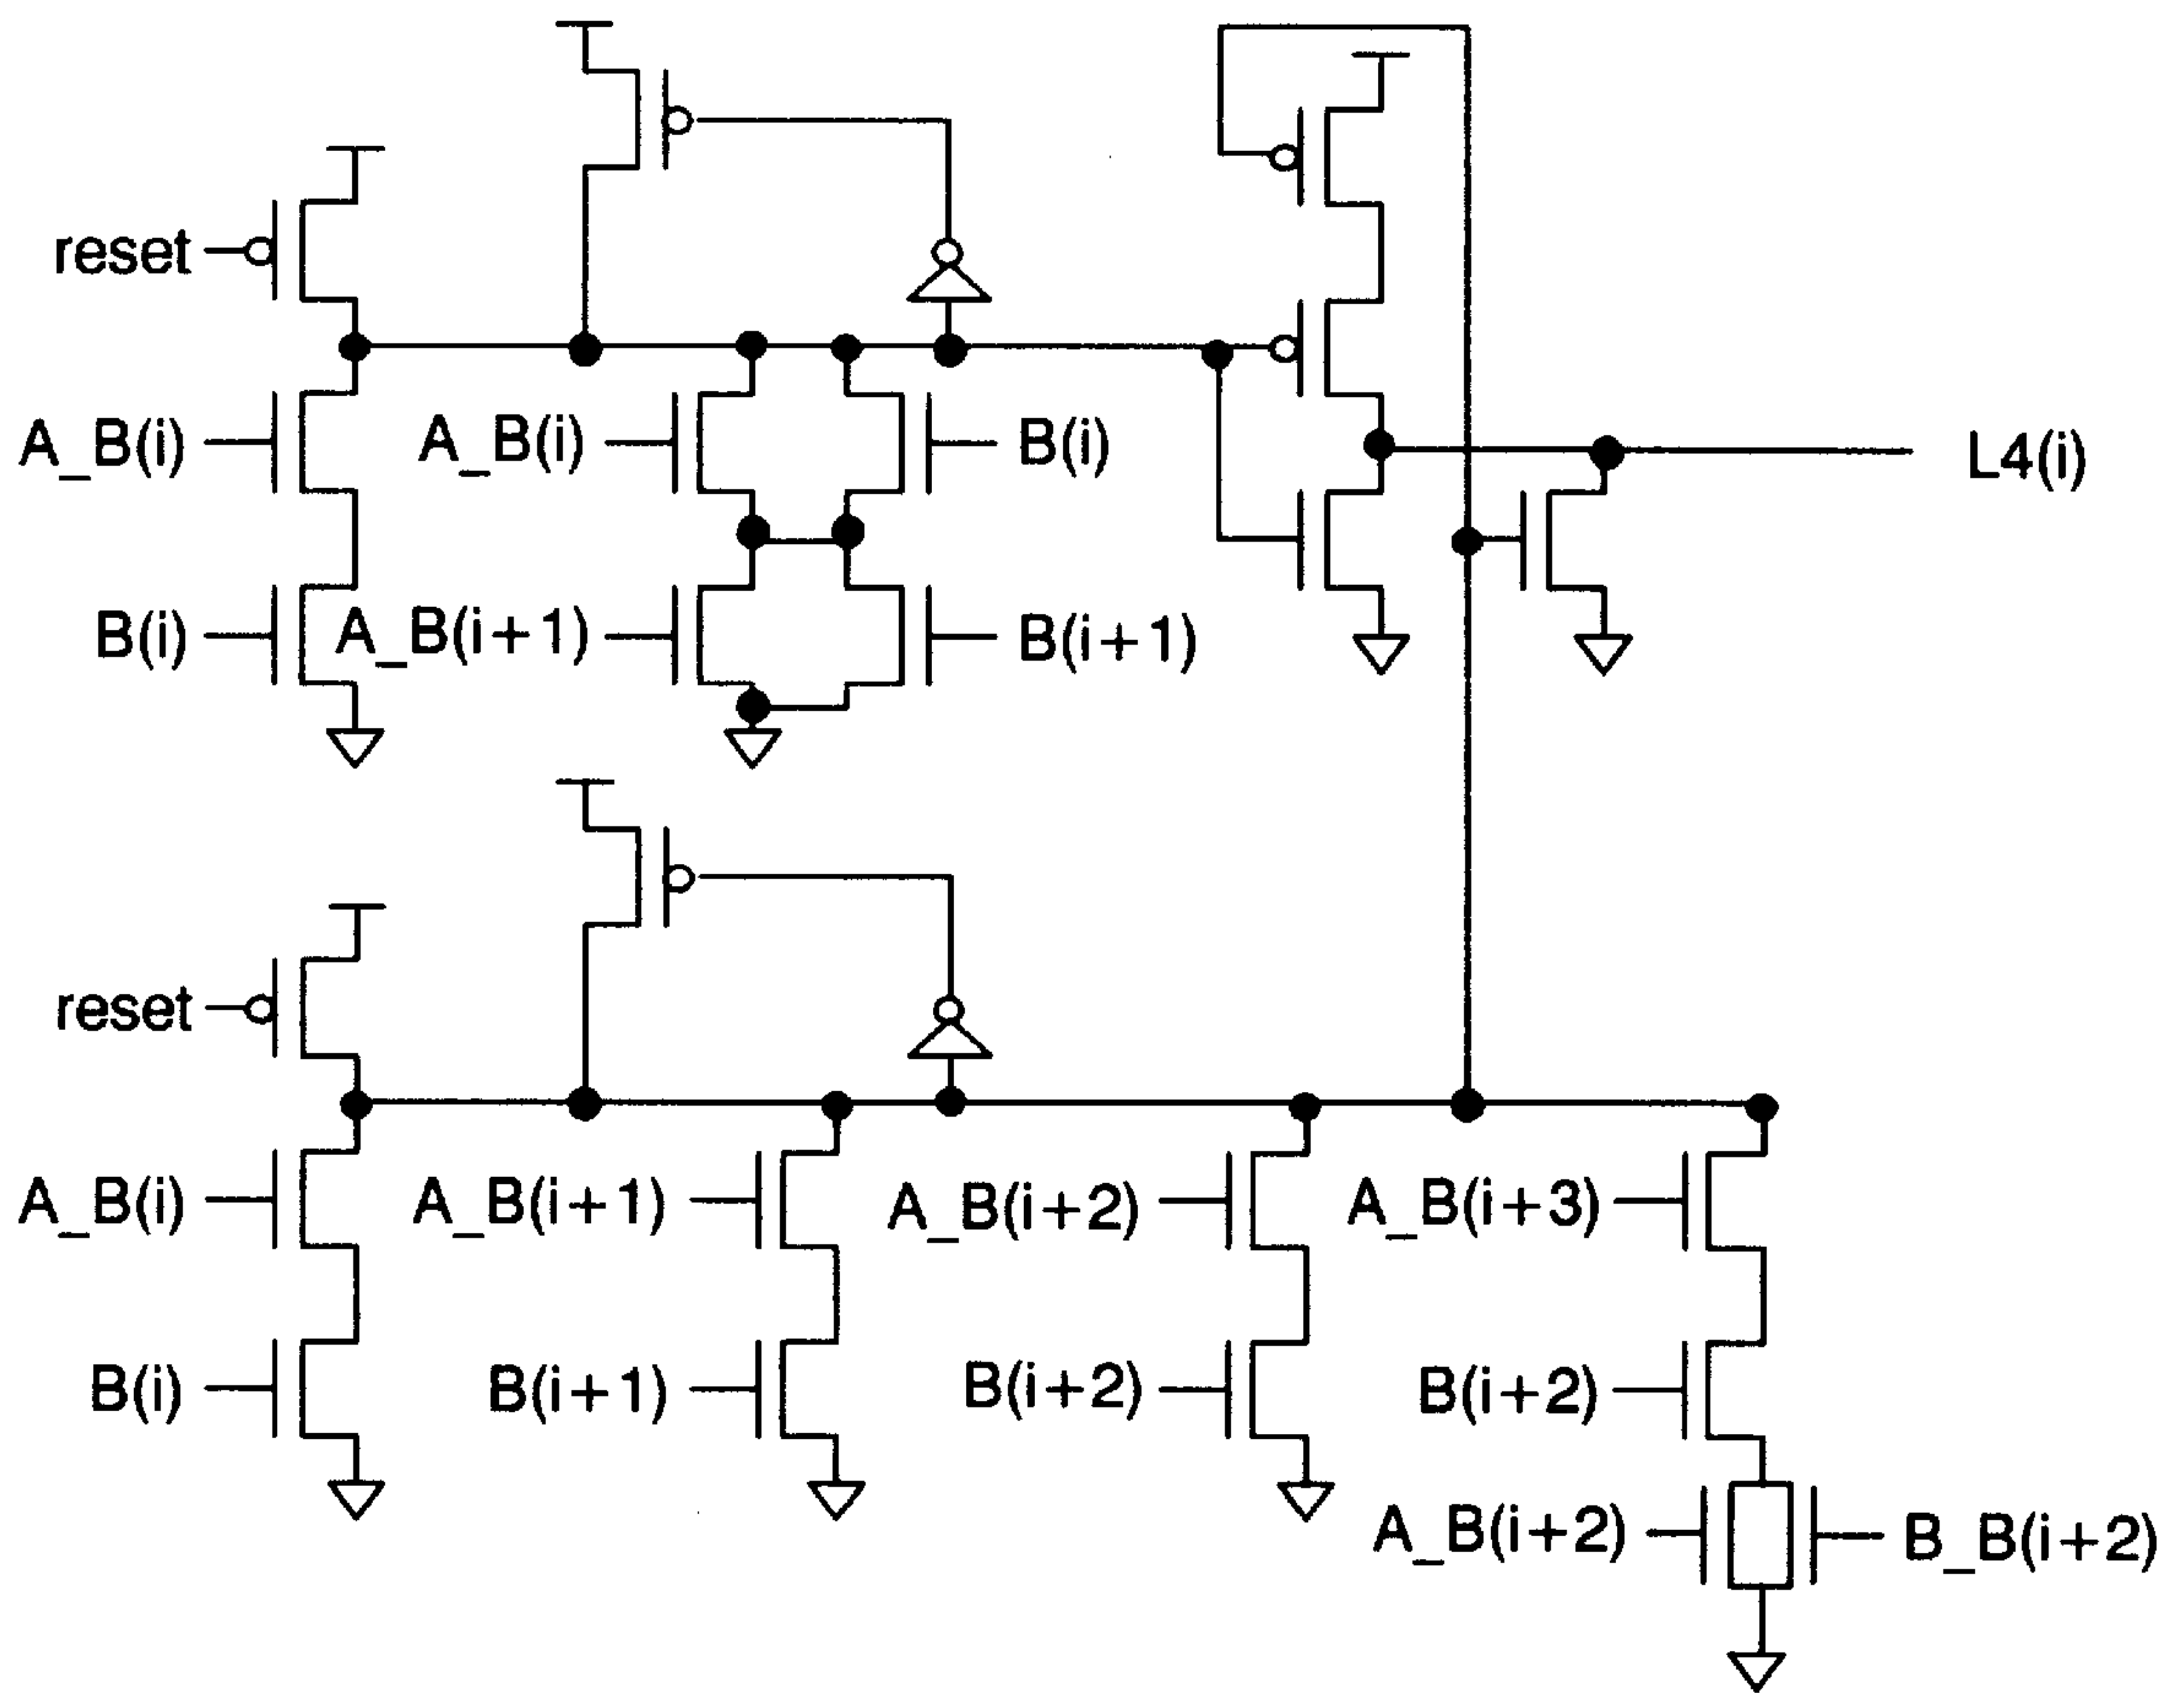 reset
A_B(i)
A_B(i)
B(i)
L4(i)
B(i)
A_B(i+1)
B(i+1)
reset
A_B(i)
A_B(i+1)
A_B(i+2)
A_B(i+3)
B(i)
B(i+1)
B(i+2)
B(i+2)
A_B(i+2)
B_B(i+2)